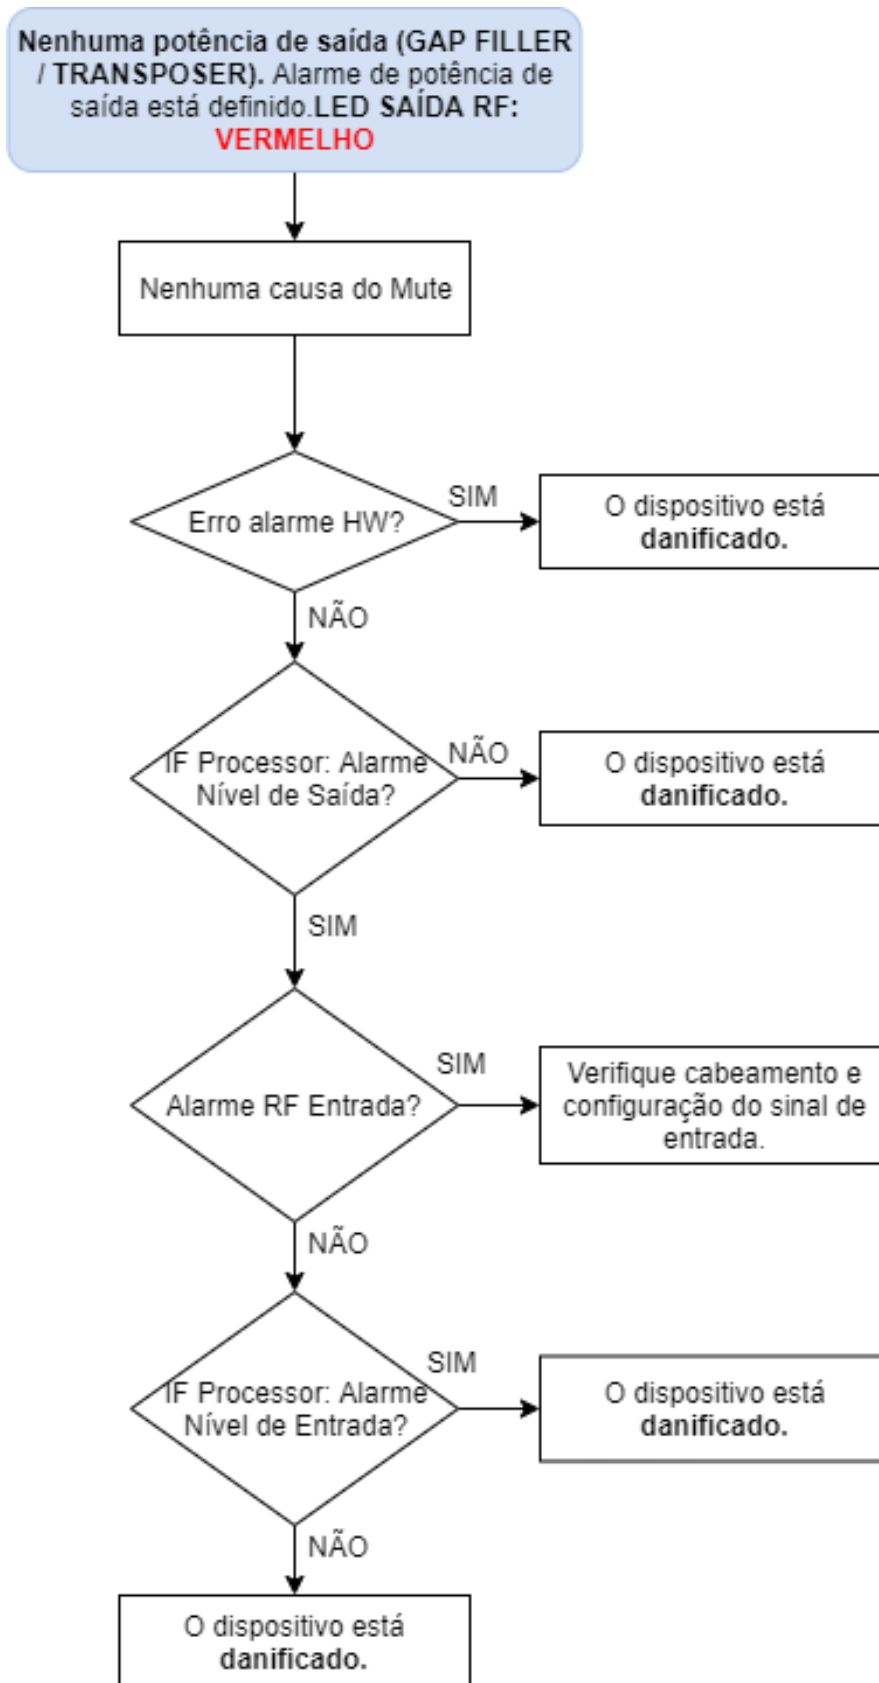 Nenhuma potência de saída (GAP FILLER
/ TRANSPOSER). Alarme de potência de
saída está definido.LED SAÍDA RF:
VERMELHO
Nenhuma causa do Mute
Erro alarme HW?
SIM
O dispositivo está
danificado.
NÃO
IF Processor: Alarme
Nível de Saída?
NÃO
O dispositivo está
danificado.
SIM
Alarme RF Entrada?
SIM
Verifique cabeamento e
configuração do sinal de
entrada.
NÃO
IF Processor: Alarme
Nível de Entrada?
SIM
O dispositivo está
danificado.
NÃO
O dispositivo está
danificado.